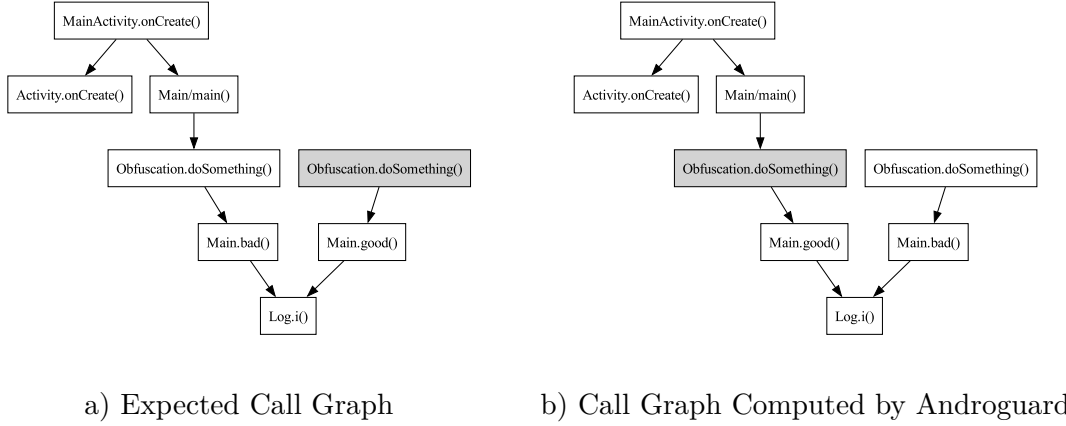 MainActivity.onCreate()
Activity.onCreate()
Main/main()
Obfuscation.doSomething()
Obfuscation.doSomething()
Main.bad()
Main.good()
Log.i()
a) Expected Call Graph
MainActivity.onCreate()
Activity.onCreate()
Main/main()
Obfuscation.doSomething()
Obfuscation.doSomething()
Main.good()
Main.bad()
Log.i()
b) Call Graph Computed by Androguard